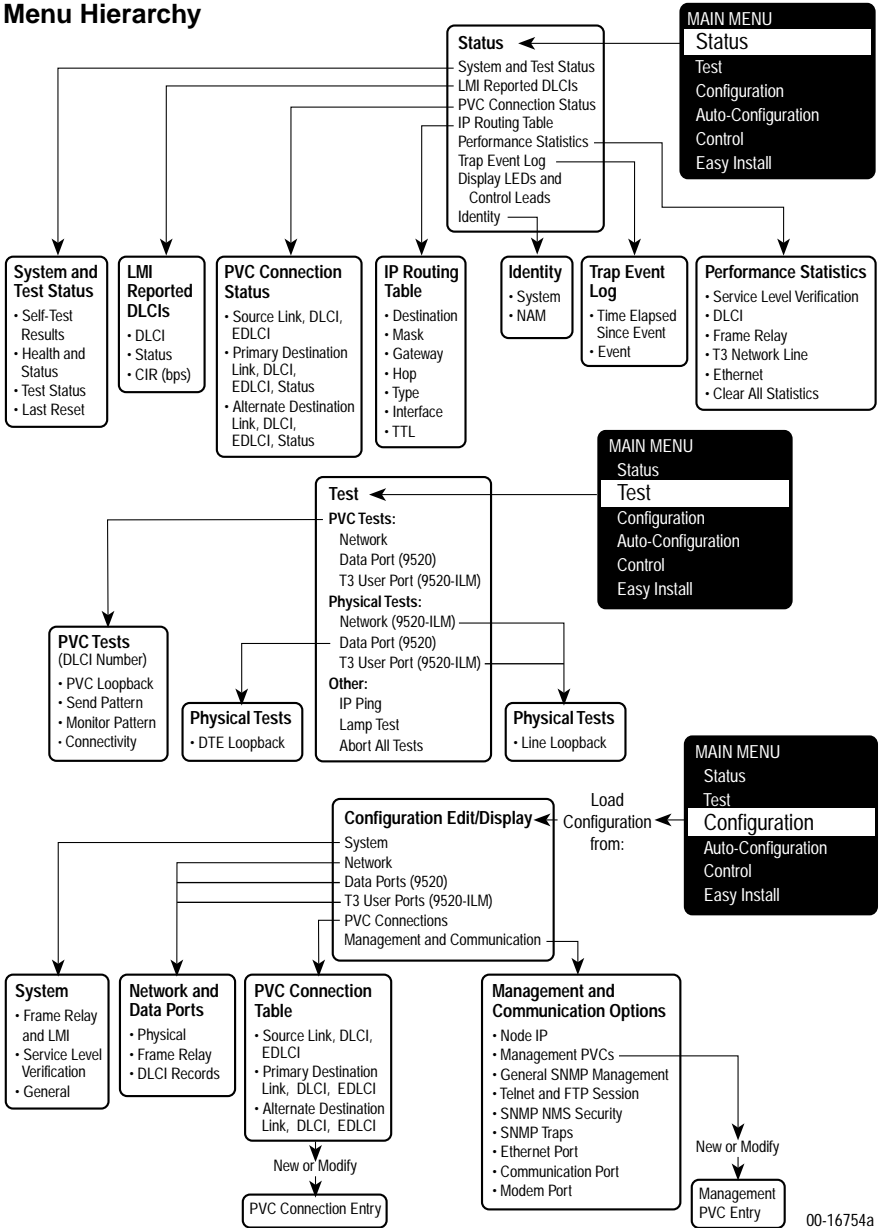 Menu Hierarchy
MAIN MENU
Status
Test
Configuration
Auto-Configuration
Control
Easy Install
Status
System and Test Status
LMI Reported DLCIs
PVC Connection Status
IP Routing Table
Performance Statistics
Trap Event Log
Display LEDs and
Control Leads
Identity
System and
Test Status
• Self-Test
Results
• Health and
Status
• Test Status
• Last Reset
LMI
Reported
DLCIs
• DLCI
• Status
• CIR (bps)
PVC Connection
Status
• Source Link, DLCI,
EDLCI
• Primary Destination
Link, DLCI,
EDLCI, Status
• Alternate Destination
Link, DLCI,
EDLCI, Status
IP Routing
Table
• Destination
• Mask
• Gateway
• Hop
• Type
• Interface
• TTL
Identity
• System
• NAM
Trap Event
Log
• Time Elapsed
Since Event
• Event
Performance Statistics
• Service Level Verification
• DLCI
• Frame Relay
• T3 Network Line
• Ethernet
• Clear All Statistics
MAIN MENU
Status
Test
Configuration
Auto-Configuration
Control
Easy Install
Test
PVC Tests:
Network
Data Port (9520)
T3 User Port (9520-ILM)
Physical Tests:
Network (9520-ILM)
Data Port (9520)
T3 User Port (9520-ILM)
Other:
IP Ping
Lamp Test
Abort All Tests
PVC Tests
(DLCI Number)
• PVC Loopback
• Send Pattern
• Monitor Pattern
• Connectivity
Physical Tests
• DTE Loopback
Physical Tests
• Line Loopback
MAIN MENU
Status
Test
Configuration
Auto-Configuration
Control
Easy Install
Load
Configuration
from:
Configuration Edit/Display
System
Network
Data Ports (9520)
T3 User Ports (9520-ILM)
PVC Connections
Management and Communication
System
• Frame Relay
and LMI
• Service Level
Verification
• General
Network and
Data Ports
• Physical
• Frame Relay
• DLCI Records
PVC Connection
Table
• Source Link, DLCI,
EDLCI
• Primary Destination
Link, DLCI, EDLCI
• Alternate Destination
Link, DLCI, EDLCI
New or Modify
PVC Connection Entry
Management and
Communication Options
• Node IP
• Management PVCs
• General SNMP Management
• Telnet and FTP Session
• SNMP NMS Security
• SNMP Traps
• Ethernet Port
• Communication Port
• Modem Port
New or Modify
Management
PVC Entry
00-16754a